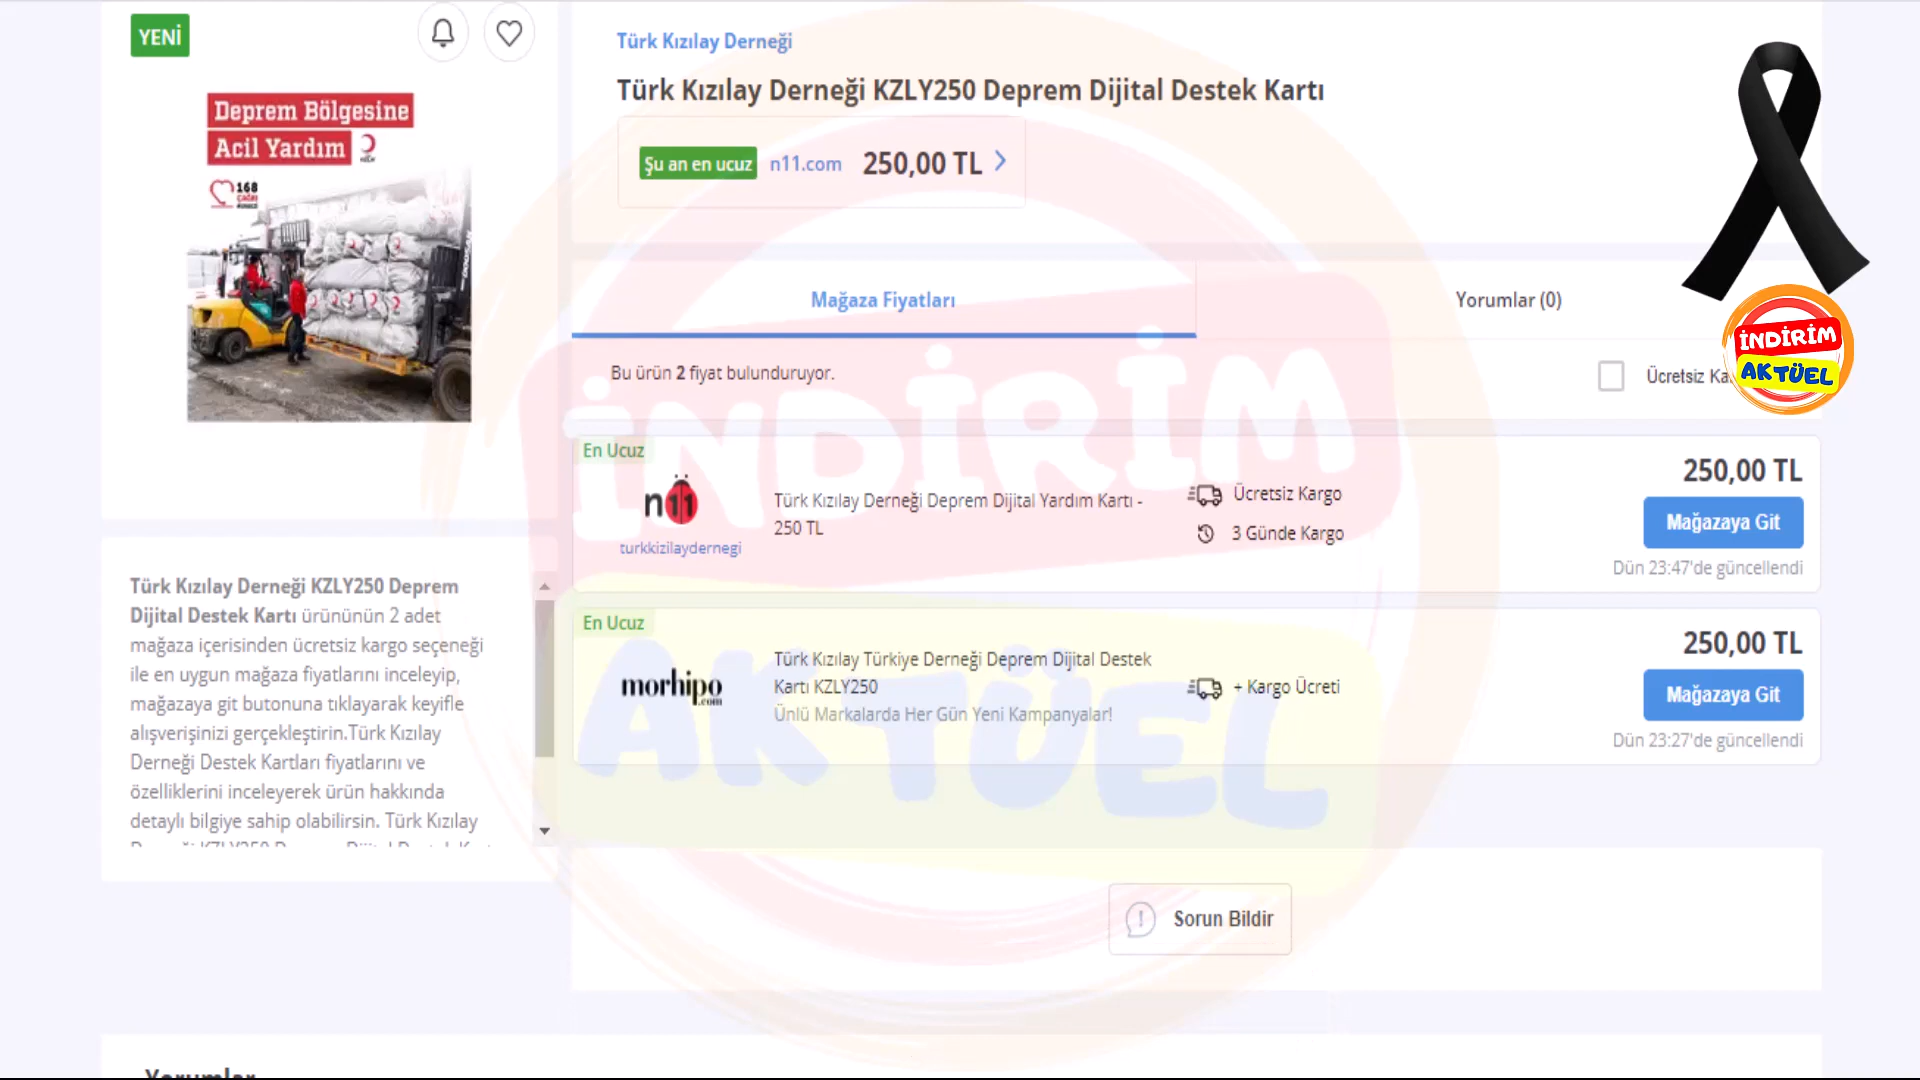 YENİ
Deprem Bölgesine
Acil Yardım
168
Türk Kızılay Derneği
Türk Kızılay Derneği KZLY250 Deprem Dijital Destek Kartı
Şu an en ucuz n11.com 250,00 TL
Mağaza Fiyatları
Yorumlar (0)
Bu ürün 2 fiyat bulunduruyor.
Ücretsiz
İNDİRİM
AKTÜEL
En Ucuz
n11
turkkizilaydernegi
Türk Kızılay Derneği Deprem Dijital Yardım Kartı -
250 TL
Ücretsiz Kargo
3 Günde Kargo
250,00 TL
Mağazaya Git
Dün 23:47'de güncellendi
En Ucuz
morhipo
.com
Türk Kızılay Türkiye Derneği Deprem Dijital Destek
Kartı KZLY250
Ünlü Markalarda Her Gün Yeni Kampanyalar!
+ Kargo Ücreti
250,00 TL
Mağazaya Git
Dün 23:27'de güncellendi
Türk Kızılay Derneği KZLY250 Deprem
Dijital Destek Kartı ürününün 2 adet
mağaza içerisinden ücretsiz kargo seçeneği
ile en uygun mağaza fiyatlarını inceleyip,
mağazaya git butonuna tıklayarak keyifle
alışverişinizi gerçekleştirin.Türk Kızılay
Derneği Destek Kartları fiyatlarını ve
özelliklerini inceleyerek ürün hakkında
detaylı bilgiye sahip olabilirsin. Türk Kızılay
İNDİRİM
AKTÜEL
Sorun Bildir
Yorumlar